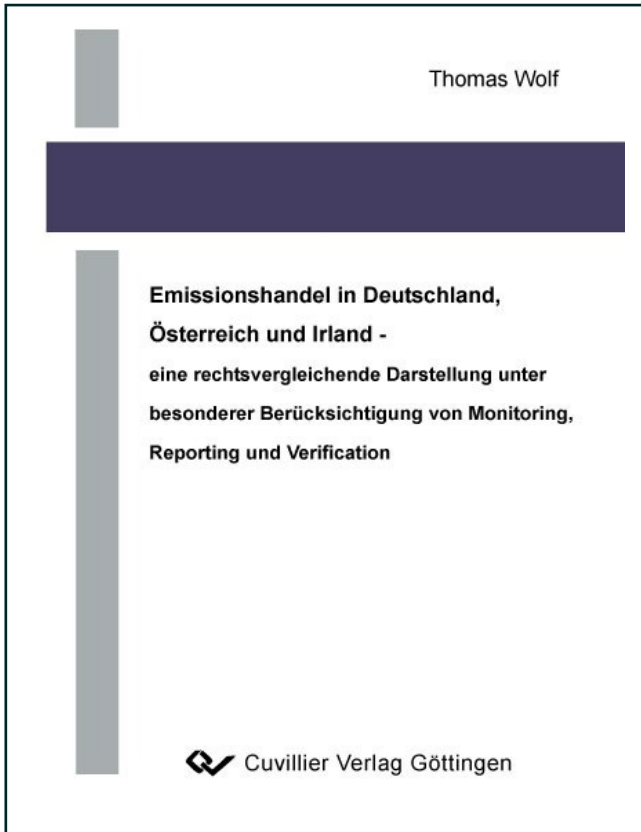 Thomas Wolf
Emissionshandel in Deutschland,
Österreich und Irland -
eine rechtsvergleichende Darstellung unter
besonderer Berücksichtigung von Monitoring,
Reporting und Verification
Cuvillier Verlag Göttingen